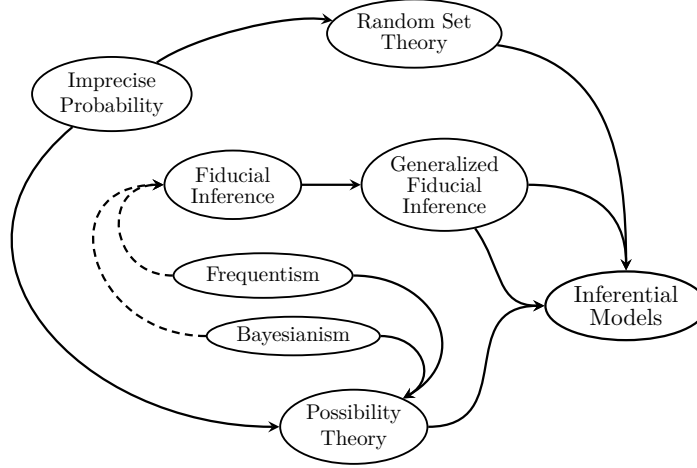 Random Set
Theory
Imprecise
Probability
Generalized
Fiducial
Inference
Fiducial
Inference
Frequentism
Inferential
Models
Bayesianism
Possibility
Theory